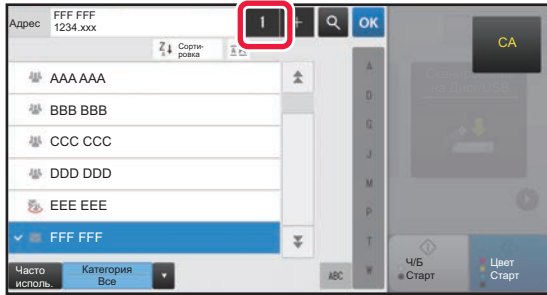 Адрес
FFF FFF
1234.xxx
1
+
OK
CA
Сорти-
ровка
AAA AAA
BBB BBB
CCC CCC
DDD DDD
EEE EEE
FFF FFF
A
D
G
J
M
P
T
W
Часто
исполь.
Категория
Все
ABC
Ч/Б
Старт
Цвет
Старт